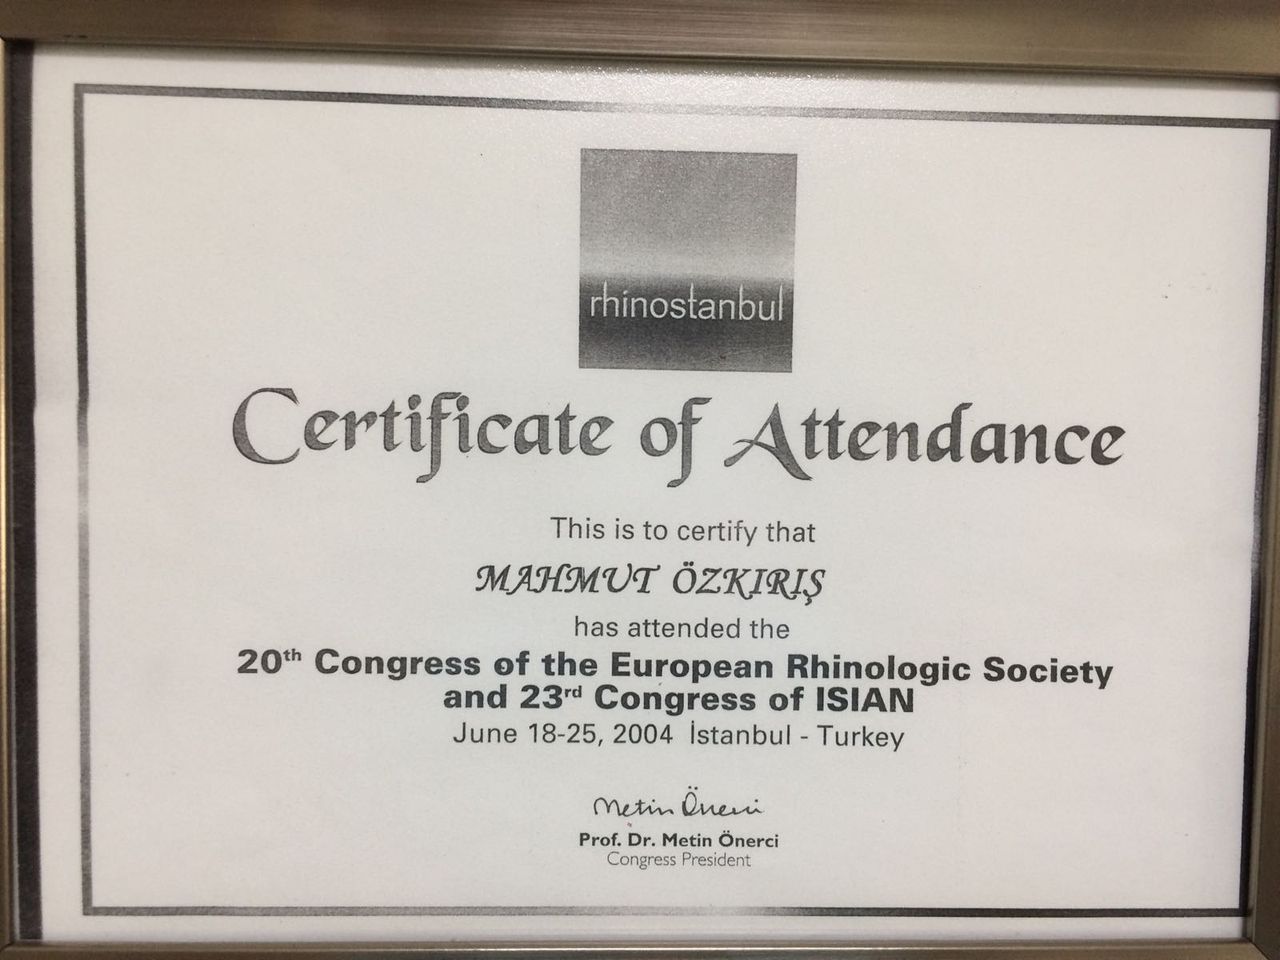 rhinostanbul
Certificate of Attendance
This is to certify that
MAHMUT ÖZKIRIŞ
has attended the
20th Congress of the European Rhinologic Society
and 23rd Congress of ISIAN
June 18-25, 2004 İstanbul - Turkey
Metin Önerci
Prof. Dr. Metin Önerci
Congress President